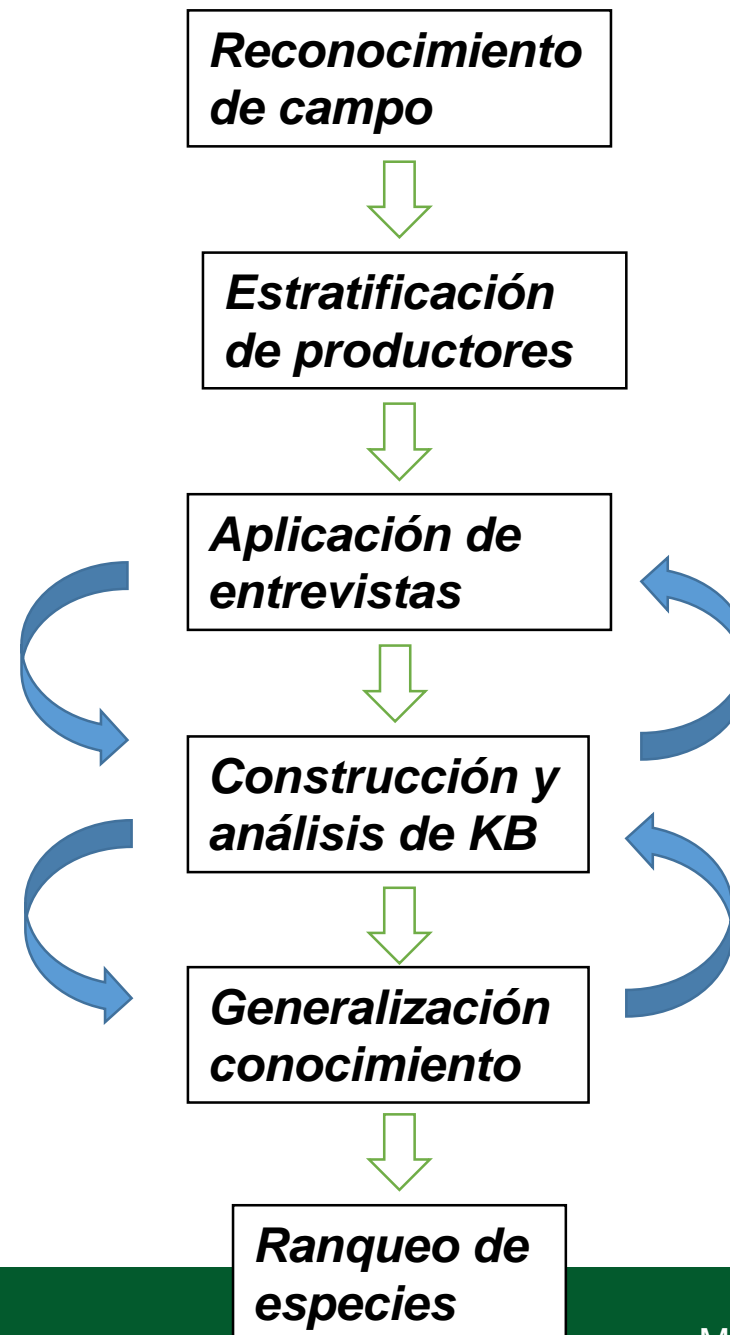 Reconocimiento
de campo
Estratificación
de productores
Aplicación de
entrevistas
Construcción y
análisis de KB
Generalización
conocimiento
Ranqueo de
especies